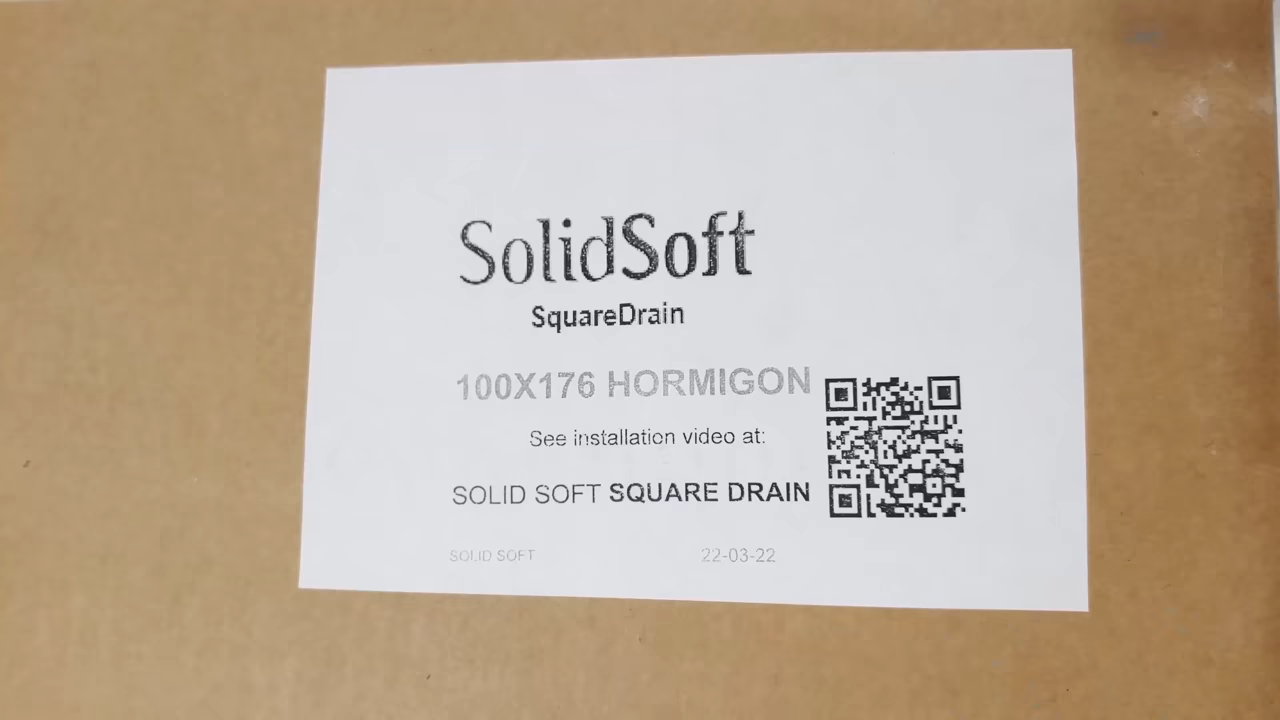 SolidSoft
SquareDrain
100X176 HORMIGON
See installation video at:
SOLID SOFT SQUARE DRAIN
SOLID SOFT 22-03-22